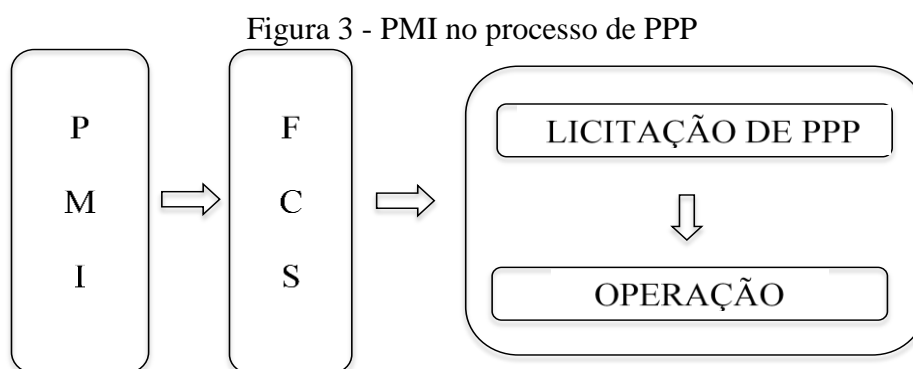 Figura 3 - PMI no processo de PPP
P
M
I
F
C
S
LICITAÇÃO DE PPP
OPERAÇÃO